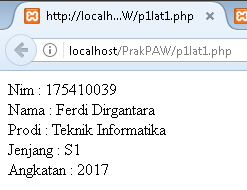 http://localh...W/p1lat1.php
localhost/PrakPAW/p1lat1.php
Nim : 175410039
Nama : Ferdi Dirgantara
Prodi : Teknik Informatika
Jenjang : S1
Angkatan : 2017